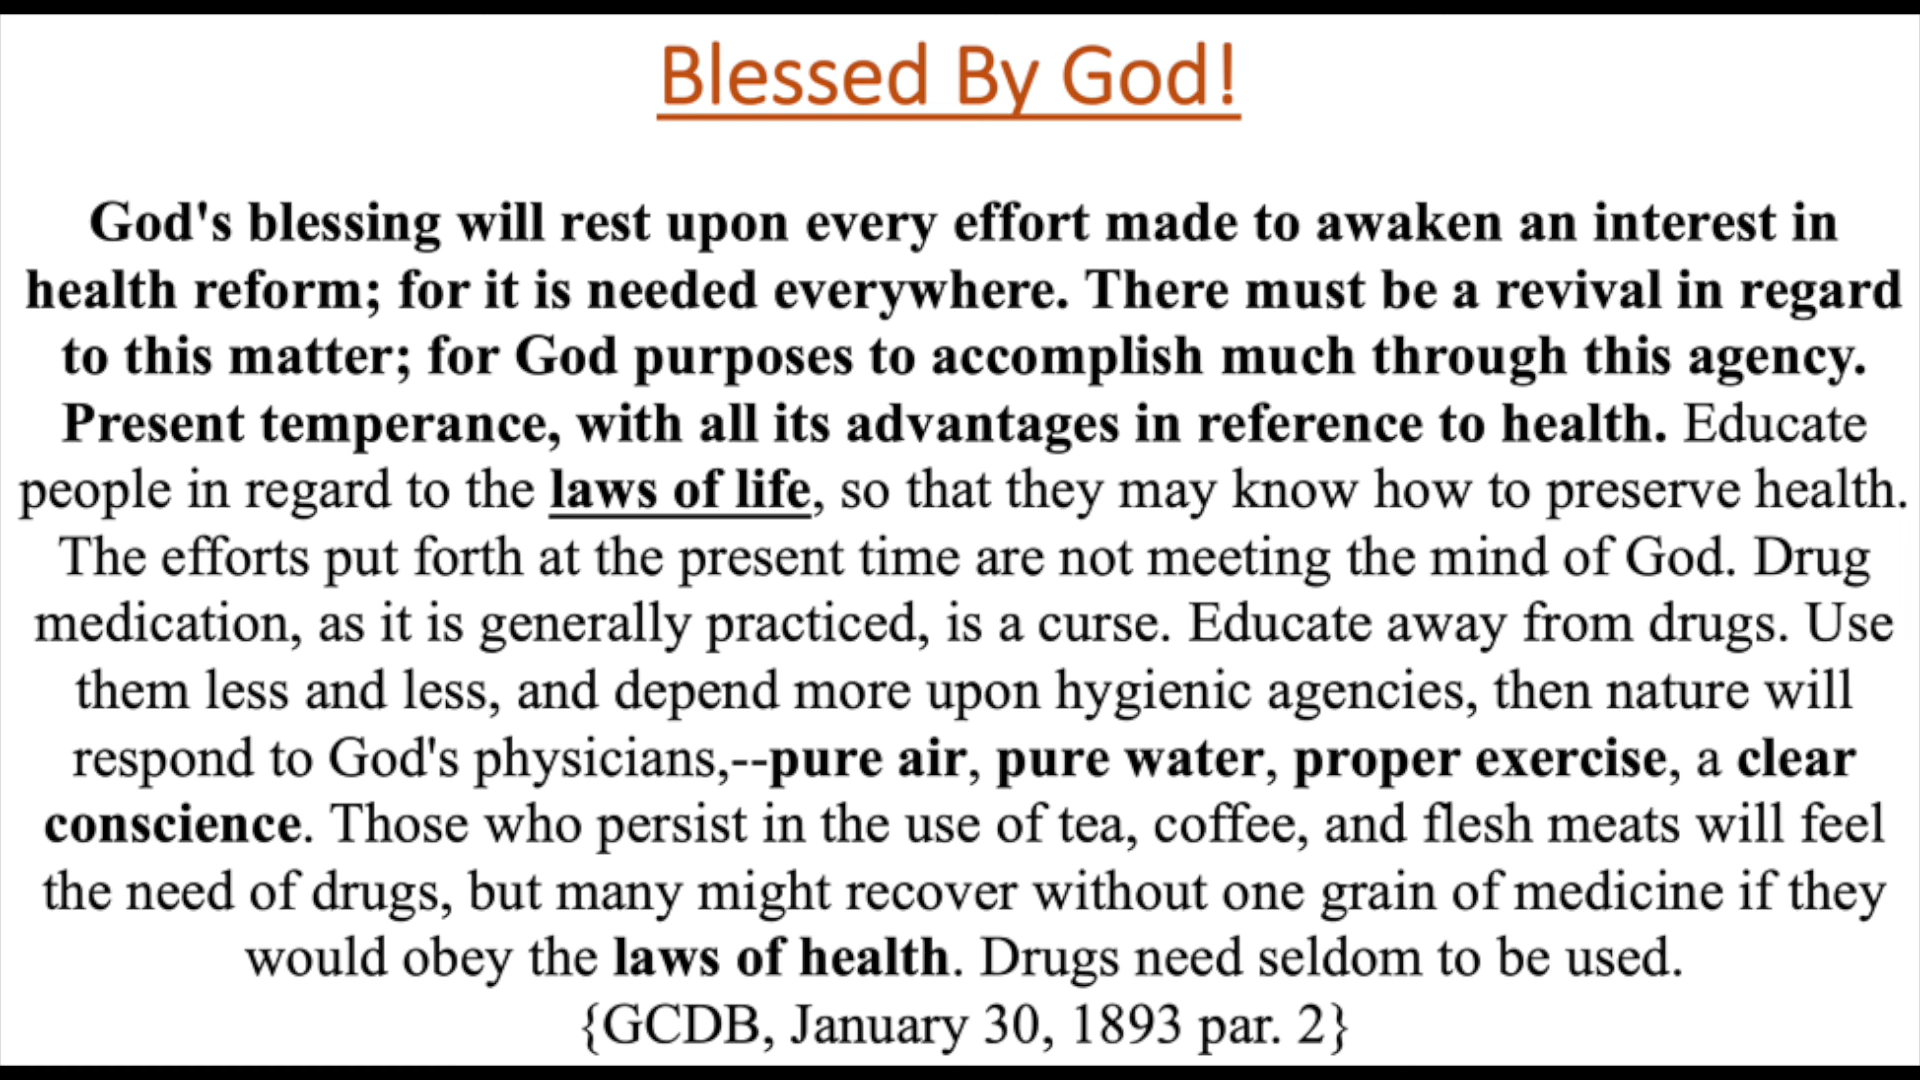 Blessed By God!
God's blessing will rest upon every effort made to awaken an interest in
health reform; for it is needed everywhere. There must be a revival in regard
to this matter; for God purposes to accomplish much through this agency.
Present temperance, with all its advantages in reference to health. Educate
people in regard to the laws of life, so that they may know how to preserve health.
The efforts put forth at the present time are not meeting the mind of God. Drug
medication, as it is generally practiced, is a curse. Educate away from drugs. Use
them less and less, and depend more upon hygienic agencies, then nature will
respond to God's physicians,--pure air, pure water, proper exercise, a clear
conscience. Those who persist in the use of tea, coffee, and flesh meats will feel
the need of drugs, but many might recover without one grain of medicine if they
would obey the laws of health. Drugs need seldom to be used.
{GCDB, January 30, 1893 par. 2}